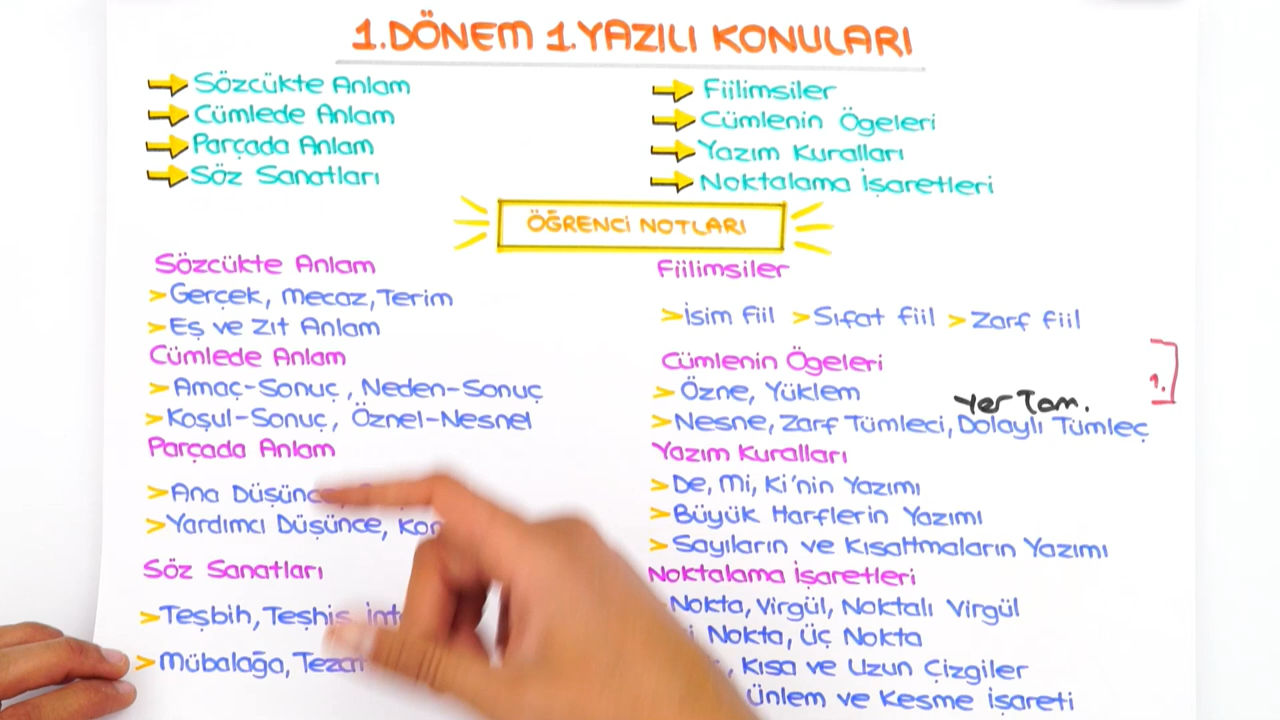 1.DÖNEM 1.YAZILI KONULARI
Sözcükte Anlam
Cümlede Anlam
Parçada Anlam
Söz Sanatları
Fiilimsiler
Cümlenin Ögeleri
Yazım Kuralları
Noktalama İşaretleri
ÖĞRENCİ NOTLARI
Sözcükte Anlam
>Gerçek, Mecaz, Terim
>Eş ve Zıt Anlam
Cümlede Anlam
>Amaç-Sonuç, Neden-Sonuç
>Koşul-Sonuç, Öznel-Nesnel
Parçada Anlam
>Ana
>Yardımcı Düşünce,
Söz Sanatları
>Teşbih, Teşhis,
>Mübalağa,
Fiilimsiler
>İsim Fiil >Sıfat Fiil >Zarf Fiil
Cümlenin Ögeleri
1.
>Özne, Yüklem
Yer Tam.
>Nesne, Zarf Tümleci, Dolaylı Tümleç
Yazım Kuralları
>De, Mi, Ki'nin Yazımı
>Büyük Harflerin Yazımı
>Sayıların ve Kısaltmaların Yazımı
Noktalama İşaretleri
Nokta, Virgül, Noktalı Virgül
Nokta, Üç Nokta
, Kısa ve Uzun Çizgiler
Ünlem ve Kesme İşareti